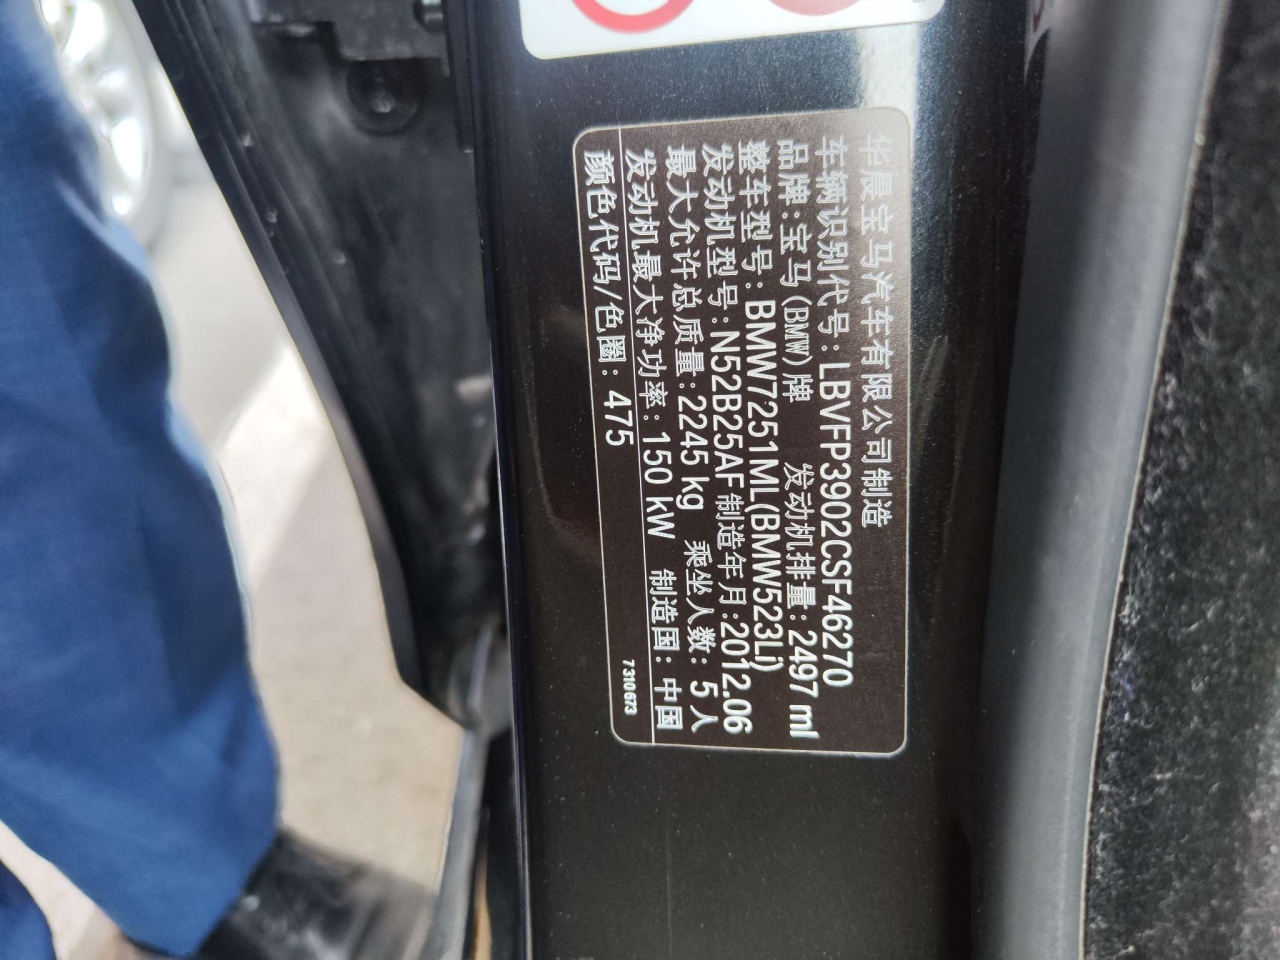 华晨宝马汽车有限公司制造
车辆识别代号:LBVFP3902CSF46270
品牌:宝马(BMW)牌 发动机排量:2497 ml
整车型号:BMW7251ML(BMW523Li)
发动机型号:N52B25AF 制造年月:2012.06
最大允许总质量:2245 kg 乘坐人数:5人
发动机最大净功率:150 kW 制造国:中国
颜色代码/色圈:475 7310673